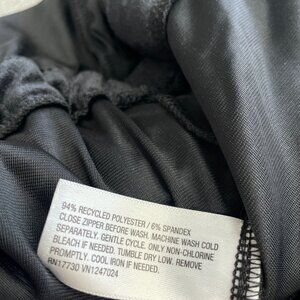 94% RECYCLED POLYESTER / 6% SPANDEX
CLOSE ZIPPER BEFORE WASH. MACHINE WASH COLD
SEPARATELY. GENTLE CYCLE. ONLY NON-CHLORINE
BLEACH IF NEEDED. TUMBLE DRY LOW. REMOVE
PROMPTLY. COOL IRON IF NEEDED.
RN17730 VN1247024